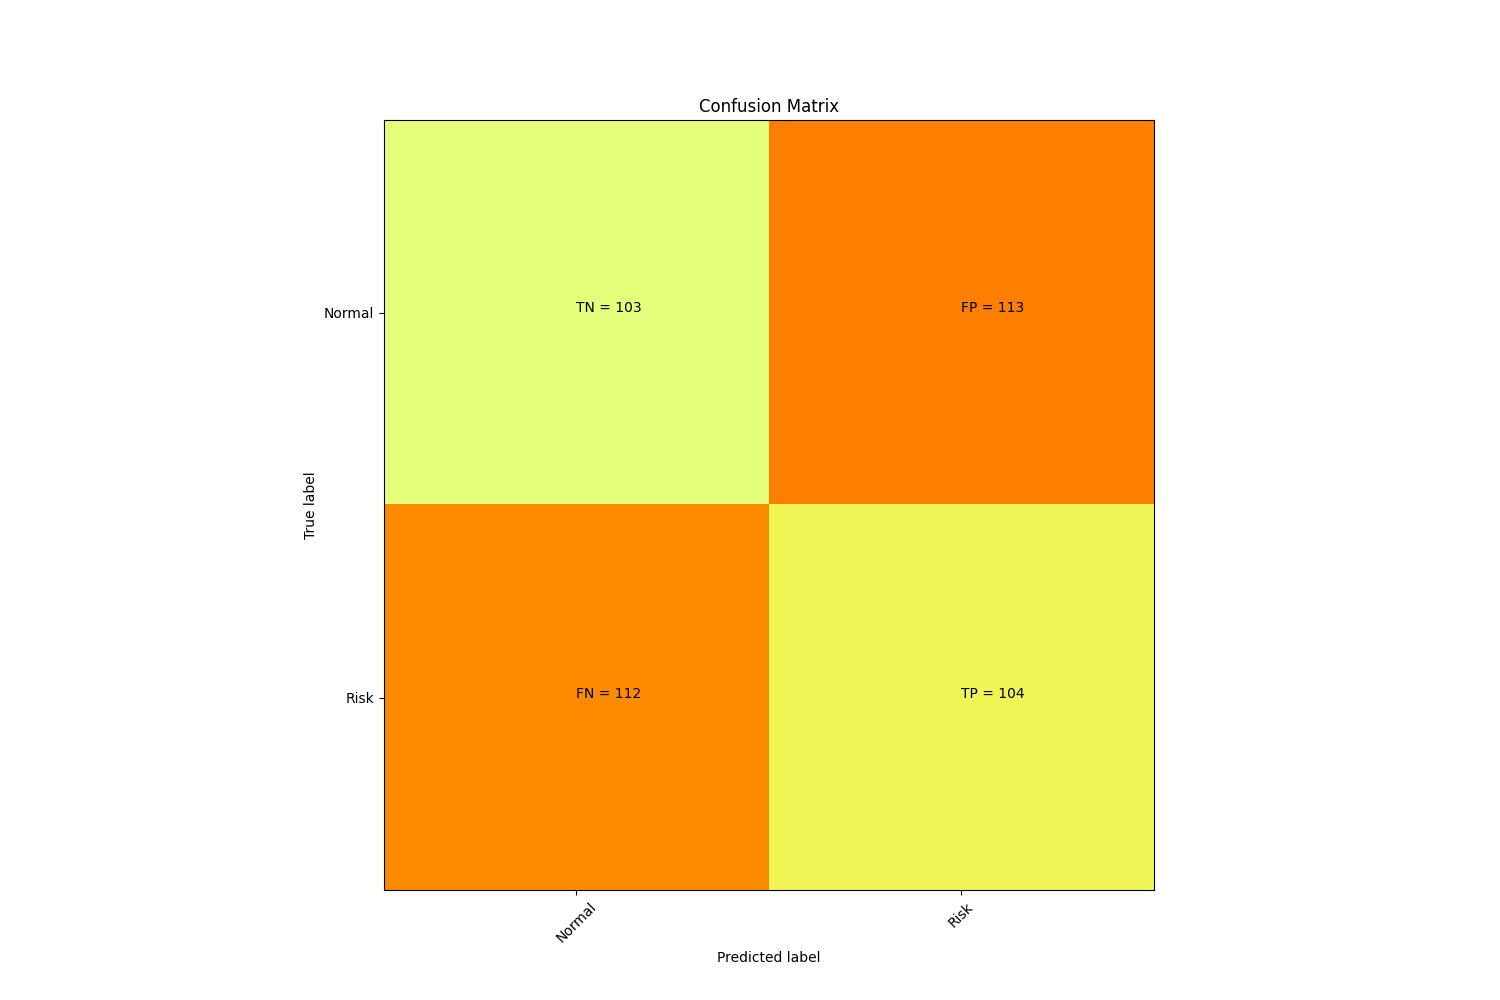 Confusion Matrix
TN = 103
FP = 113
Normal
True label
FN = 112
TP = 104
Risk
Normal
Risk
Predicted label